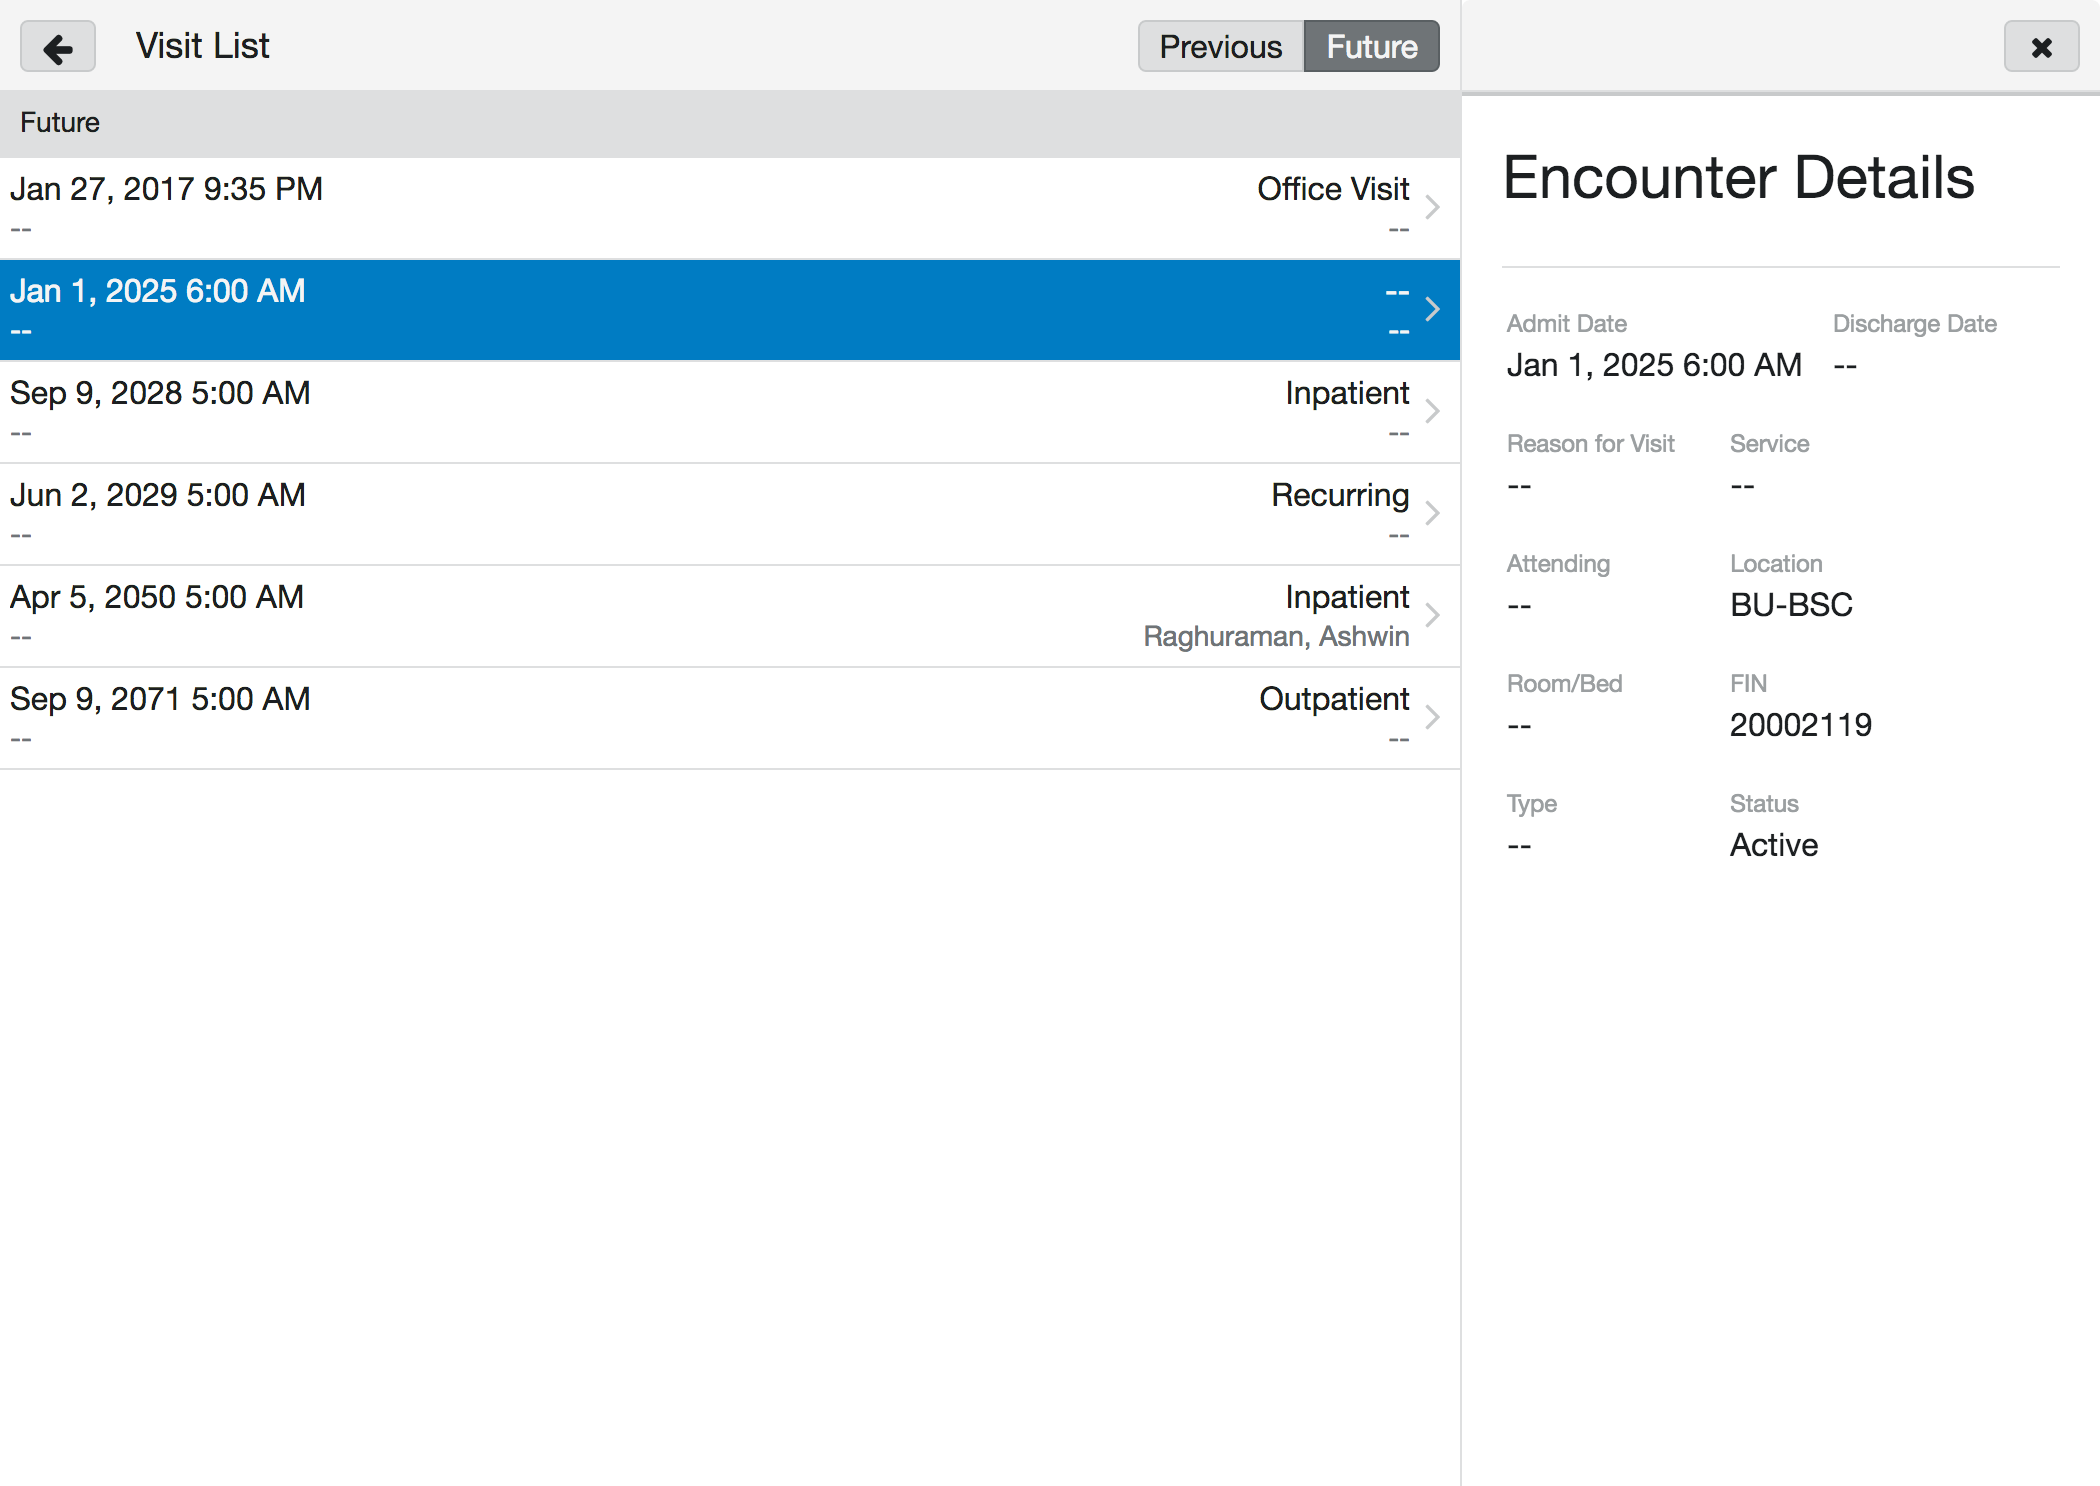 Visit List
Previous Future
Future
Jan 27, 2017 9:35 PM Office Visit
-- --
Jan 1, 2025 6:00 AM --
-- --
Sep 9, 2028 5:00 AM Inpatient
-- --
Jun 2, 2029 5:00 AM Recurring
-- --
Apr 5, 2050 5:00 AM Inpatient
-- Raghuraman, Ashwin
Sep 9, 2071 5:00 AM Outpatient
-- --
Encounter Details
Admit Date Discharge Date
Jan 1, 2025 6:00 AM --
Reason for Visit Service
-- --
Attending Location
-- BU-BSC
Room/Bed FIN
-- 20002119
Type Status
-- Active